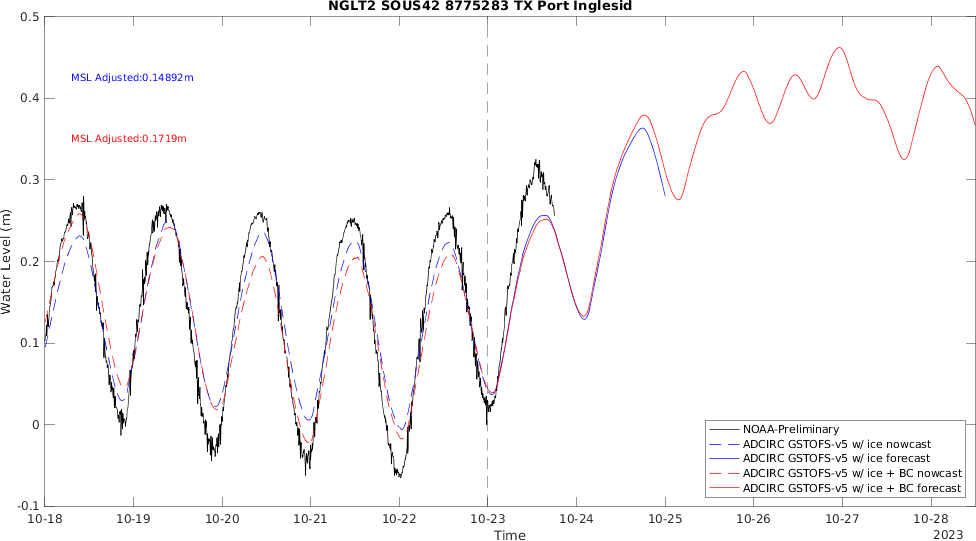 NGLT2 SOUS42 8775283 TX Port Inglesid
0.5
0.4
0.3
0.2
0.1
0
-0.1
Water Level (m)
MSL Adjusted:0.14892m
MSL Adjusted:0.1719m
NOAA-Preliminary
ADCIRC GSTOFS-v5 w/ ice nowcast
ADCIRC GSTOFS-v5 w/ ice forecast
ADCIRC GSTOFS-v5 w/ ice + BC nowcast
ADCIRC GSTOFS-v5 w/ ice + BC forecast
10-18 10-19 10-20 10-21 10-22 10-23 10-24 10-25 10-26 10-27 10-28
Time
2023